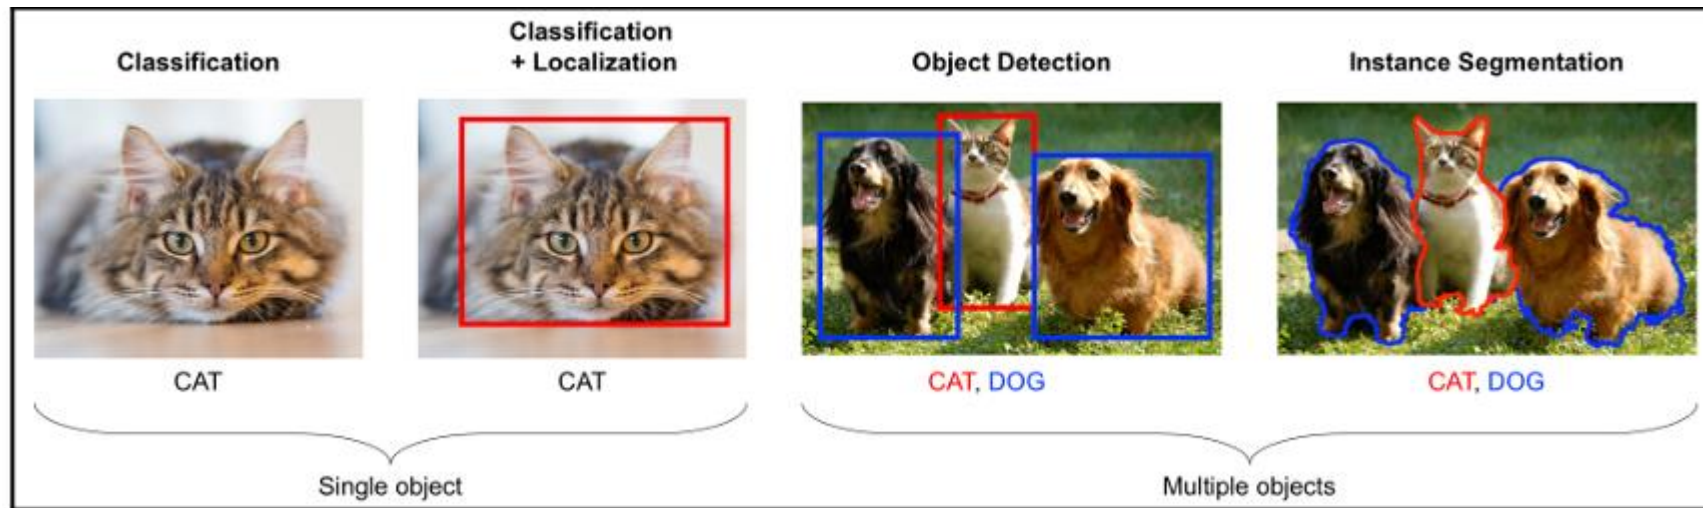 Classification
Classification
+ Localization
Object Detection
Instance Segmentation
CAT
CAT
CAT, DOG
CAT, DOG
Single object
Multiple objects